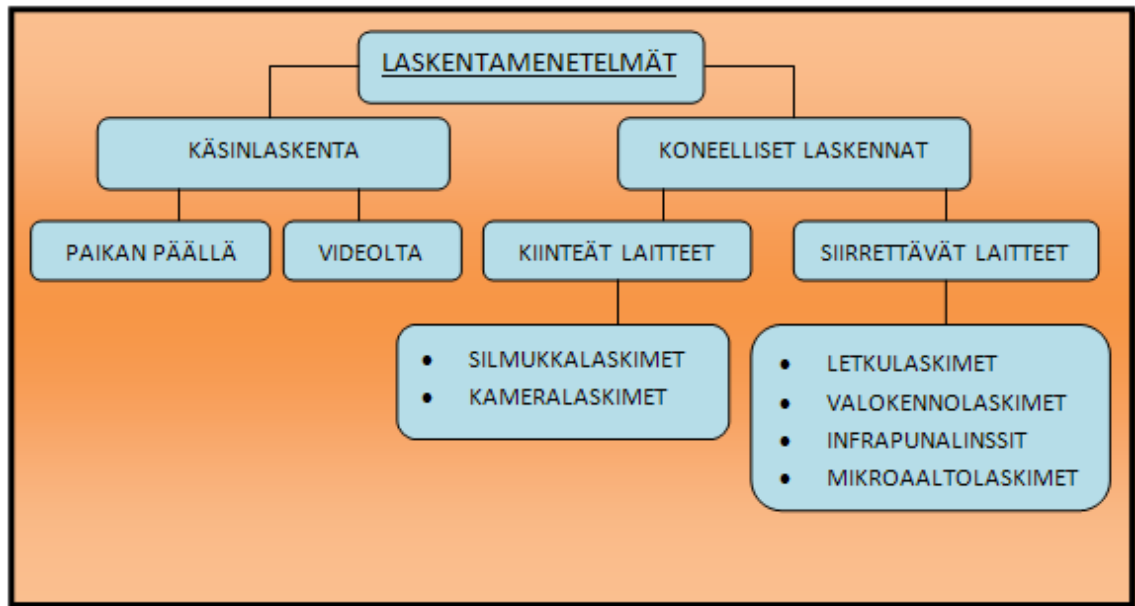 LASKENTAMENETELMÄT
KÄSINLASKENTA
KONEELLISET LASKENNAT
PAIKAN PÄÄLLÄ
VIDEOLTA
KIINTEÄT LAITTEET
SIIRRETTÄVÄT LAITTEET
• SILMUKKALASKIMET
• KAMERALASKIMET
• LETKULASKIMET
• VALOKENNOLASKIMET
• INFRAPUNALINSSIT
• MIKROAALTOLASKIMET